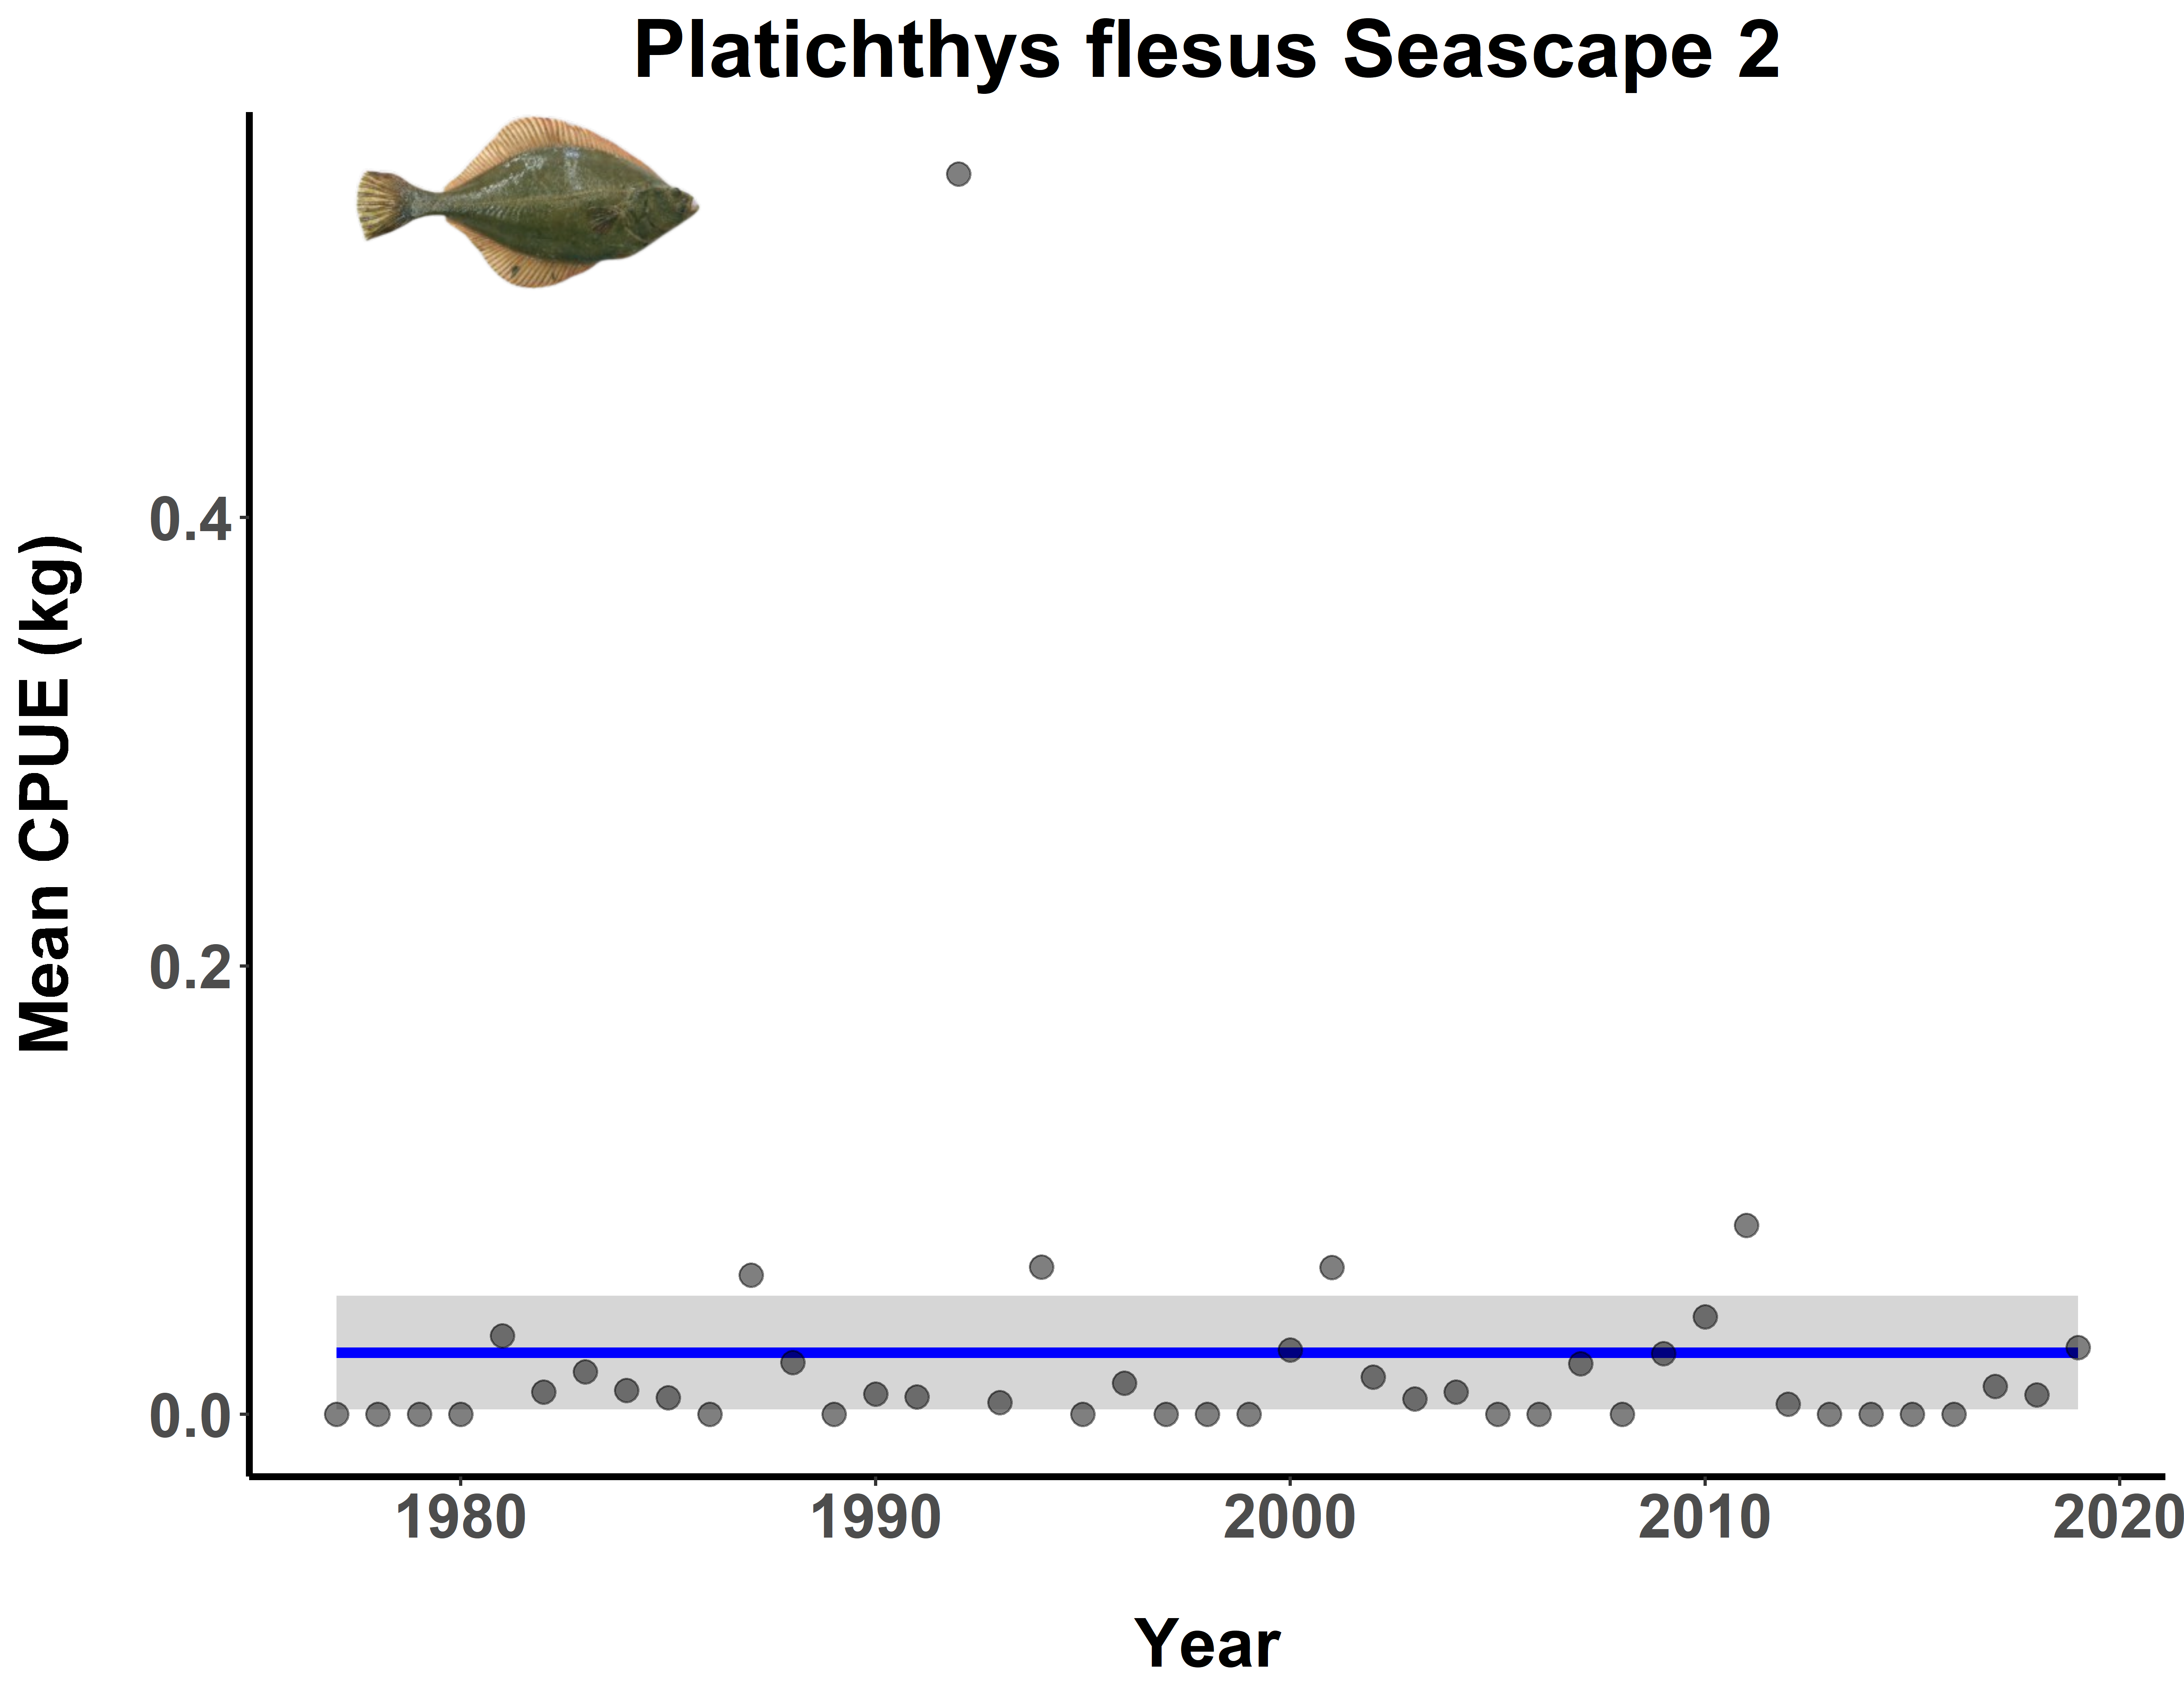 Platichthys flesus Seascape 2
Mean CPUE (kg)
0.4
0.2
0.0
1980 1990 2000 2010 2020
Year